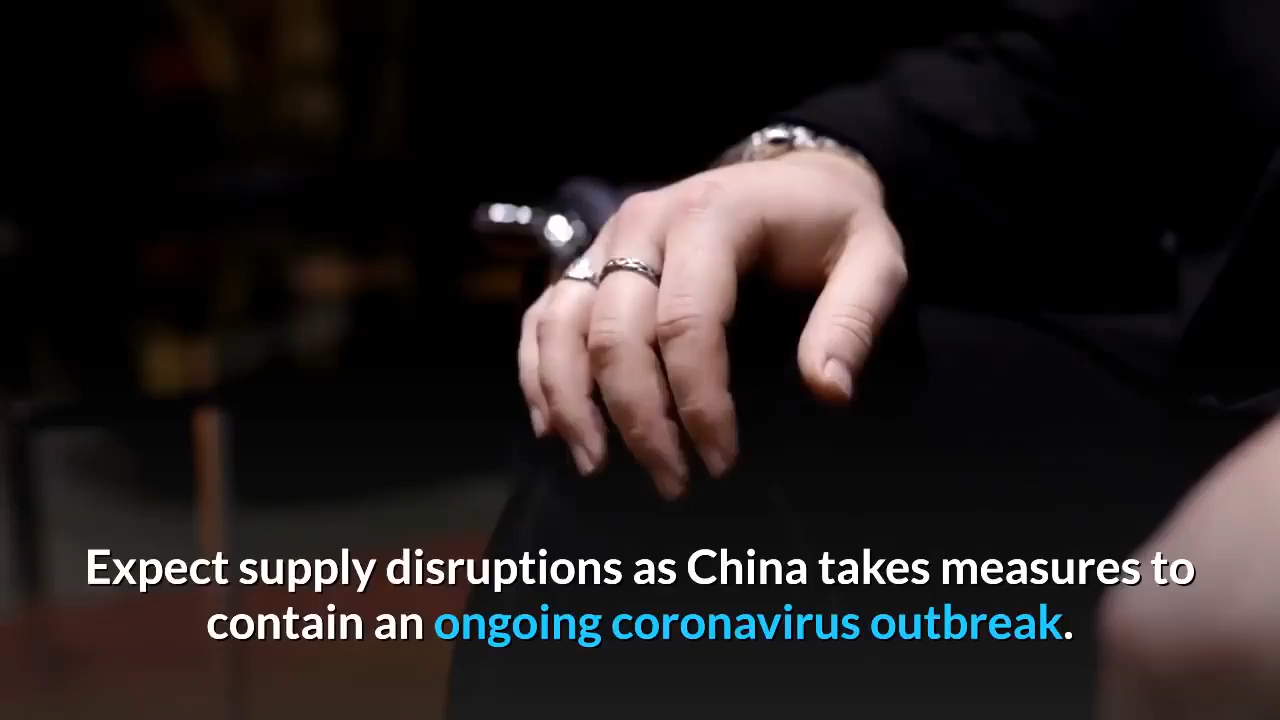 Expect supply disruptions as China takes measures to
contain an ongoing coronavirus outbreak.